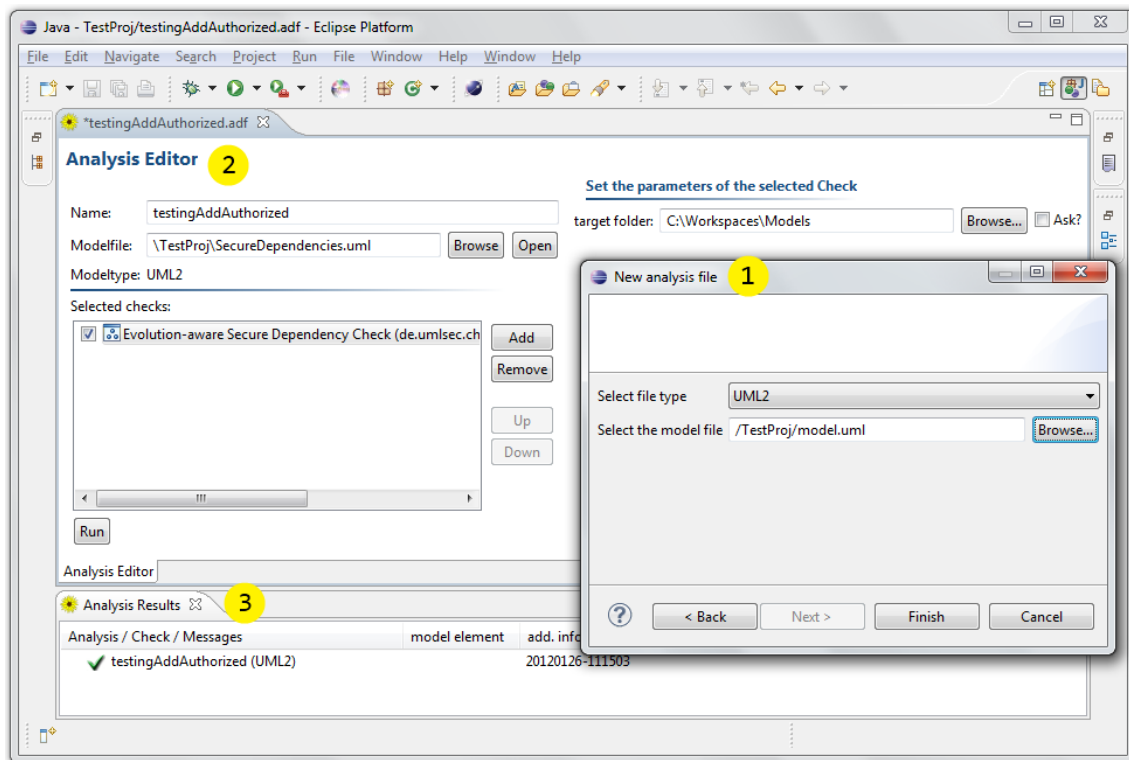 Java - TestProj/testingAddAuthorized.adf - Eclipse Platform
File Edit Navigate Search Project Run File Window Help Window Help
*testingAddAuthorized.adf
Analysis Editor 2
Set the parameters of the selected Check
Name: testingAddAuthorized
target folder: C:\Workspaces\Models Browse... Ask?
Modelfile: \TestProj\SecureDependencies.uml Browse Open
Modeltype: UML2
Selected checks:
Evolution-aware Secure Dependency Check (de.umlsec.ch
Add
Remove
Up
Down
Run
Analysis Editor
New analysis file 1
Select file type UML2
Select the model file /TestProj/model.uml Browse...
? < Back Next > Finish Cancel
Analysis Results 3
Analysis / Check / Messages model element add. info
testingAddAuthorized (UML2) 20120126-111503